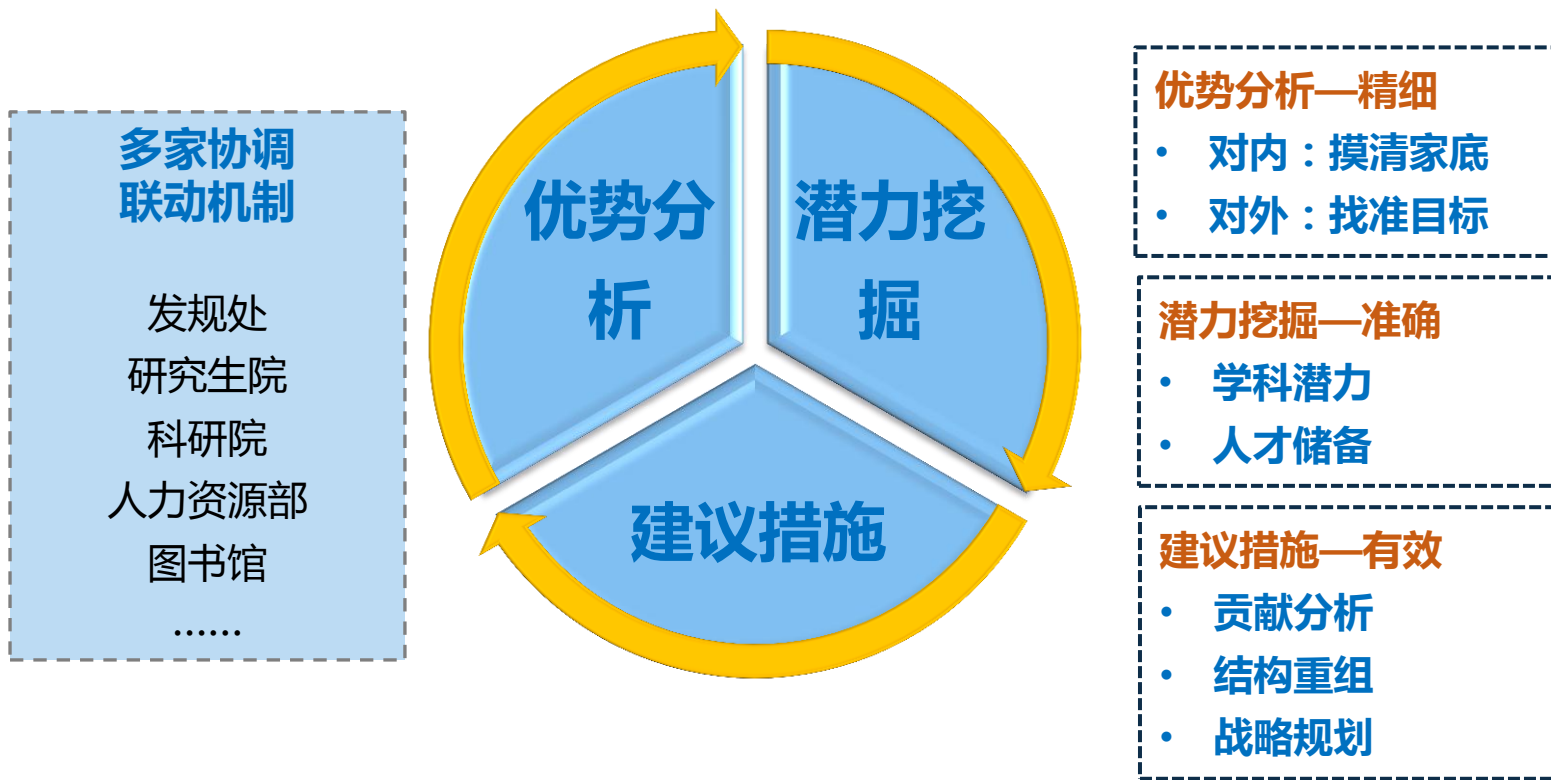 多家协调
联动机制
发规处
研究生院
科研院
人力资源部
图书馆
……
优势分
析
潜力挖
掘
建议措施
优势分析—精细
• 对内：摸清家底
• 对外：找准目标
潜力挖掘—准确
• 学科潜力
• 人才储备
建议措施—有效
• 贡献分析
• 结构重组
• 战略规划